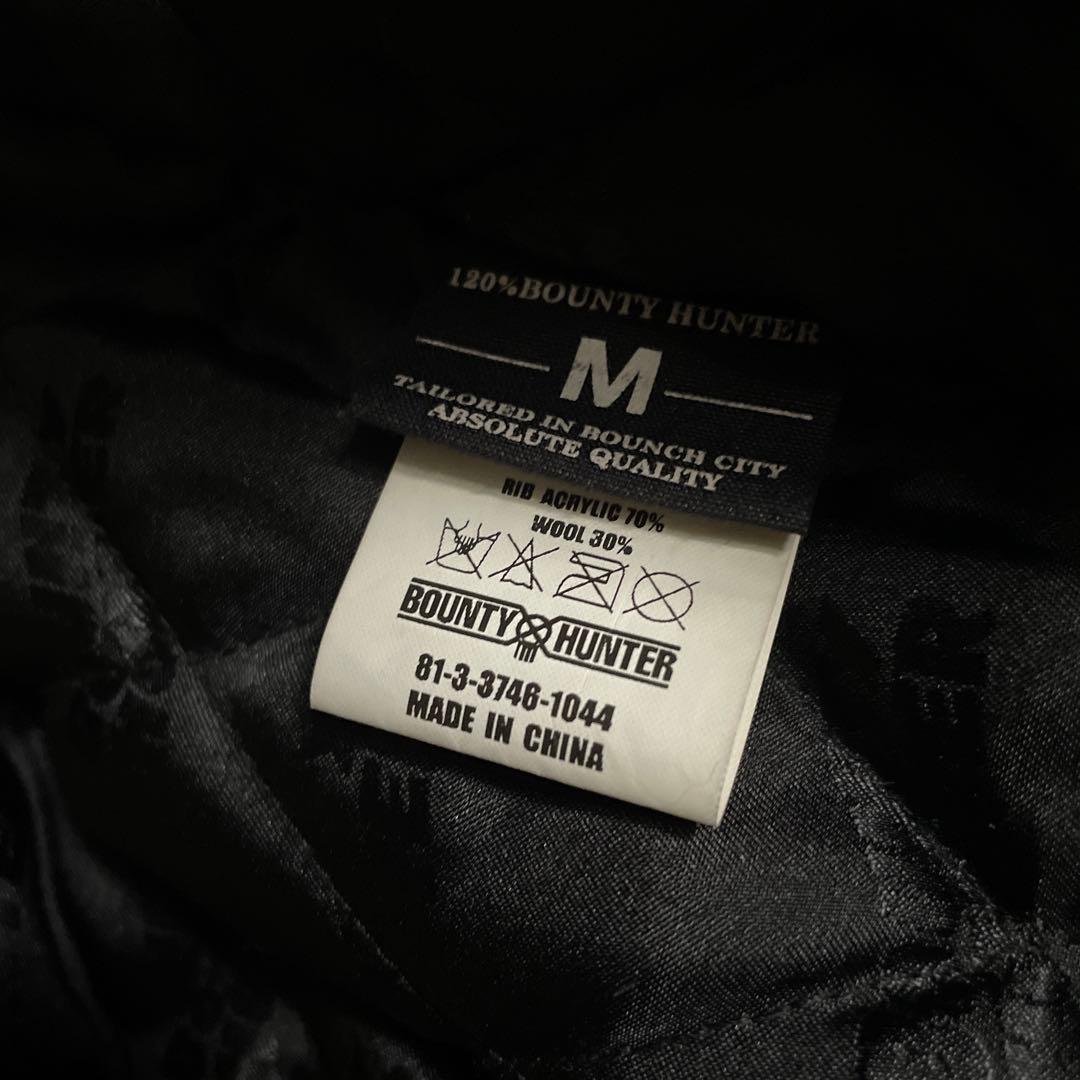 120%BOUNTY HUNTER
M
TAILORED IN BOUNCH CITY
ABSOLUTE QUALITY
RIB ACRYLIC 70%
WOOL 30%
BOUNTY HUNTER
81-3-3746-1044
MADE IN CHINA